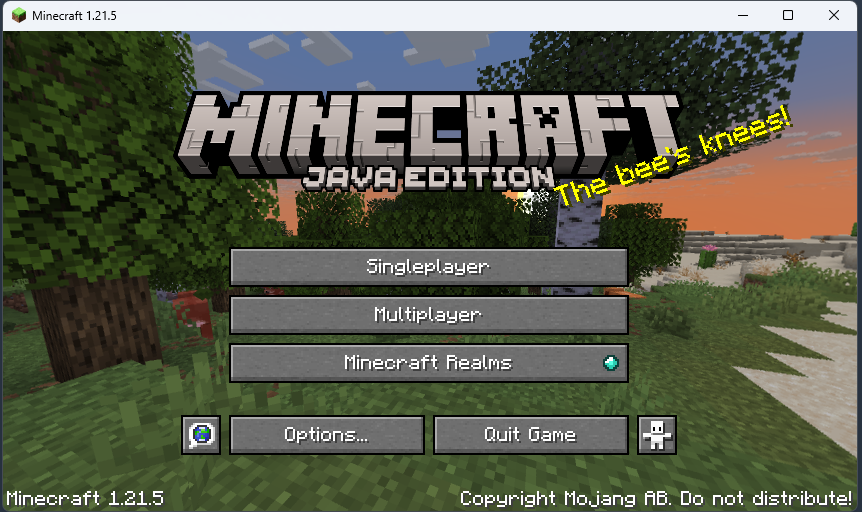 Minecraft 1.21.5
MINECRAFT
JAVA EDITION
The bee's knees!
Singleplayer
Multiplayer
Minecraft Realms
Options...
Quit Game
Minecraft 1.21.5
Copyright Mojang AB. Do not distribute!